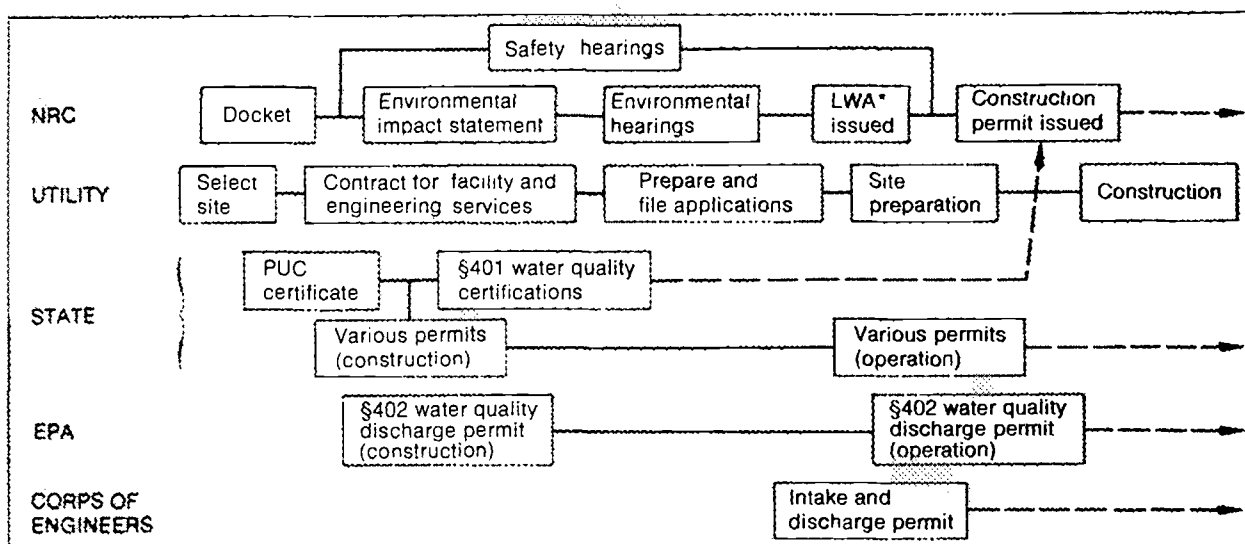 Safety hearings
NRC
Docket
Environmental
impact statement
Environmental
hearings
LWA*
issued
Construction
permit issued
UTILITY
Select
site
Contract for facility and
engineering services
Prepare and
file applications
Site
preparation
Construction
STATE
PUC
certificate
§401 water quality
certifications
Various permits
(construction)
Various permits
(operation)
EPA
§402 water quality
discharge permit
(construction)
§402 water quality
discharge permit
(operation)
CORPS OF
ENGINEERS
Intake and
discharge permit